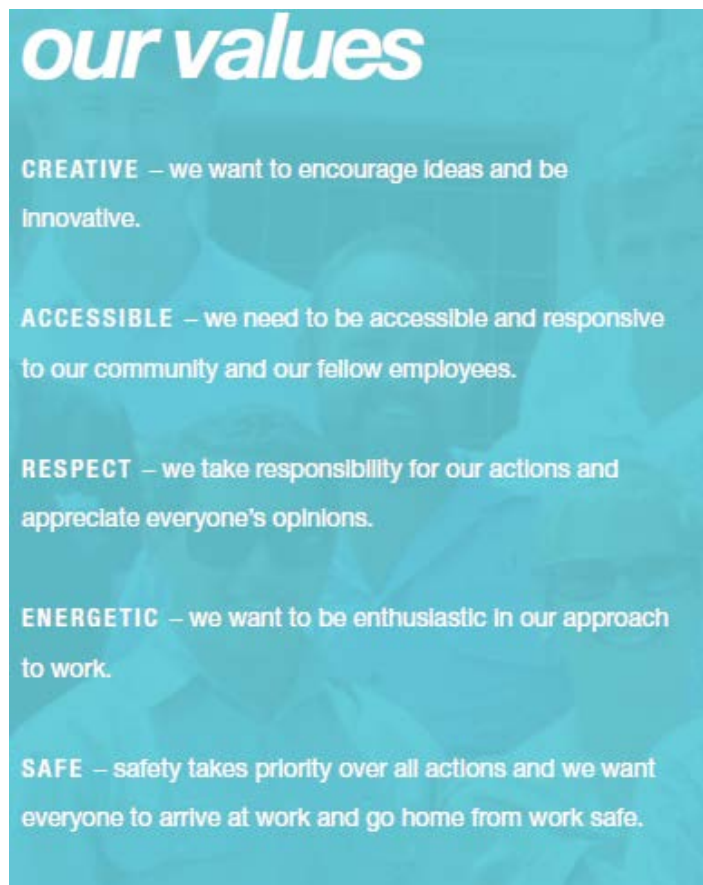 our values
CREATIVE – we want to encourage ideas and be
innovative.
ACCESSIBLE – we need to be accessible and responsive
to our community and our fellow employees.
RESPECT – we take responsibility for our actions and
appreciate everyone's opinions.
ENERGETIC – we want to be enthusiastic in our approach
to work.
SAFE – safety takes priority over all actions and we want
everyone to arrive at work and go home from work safe.